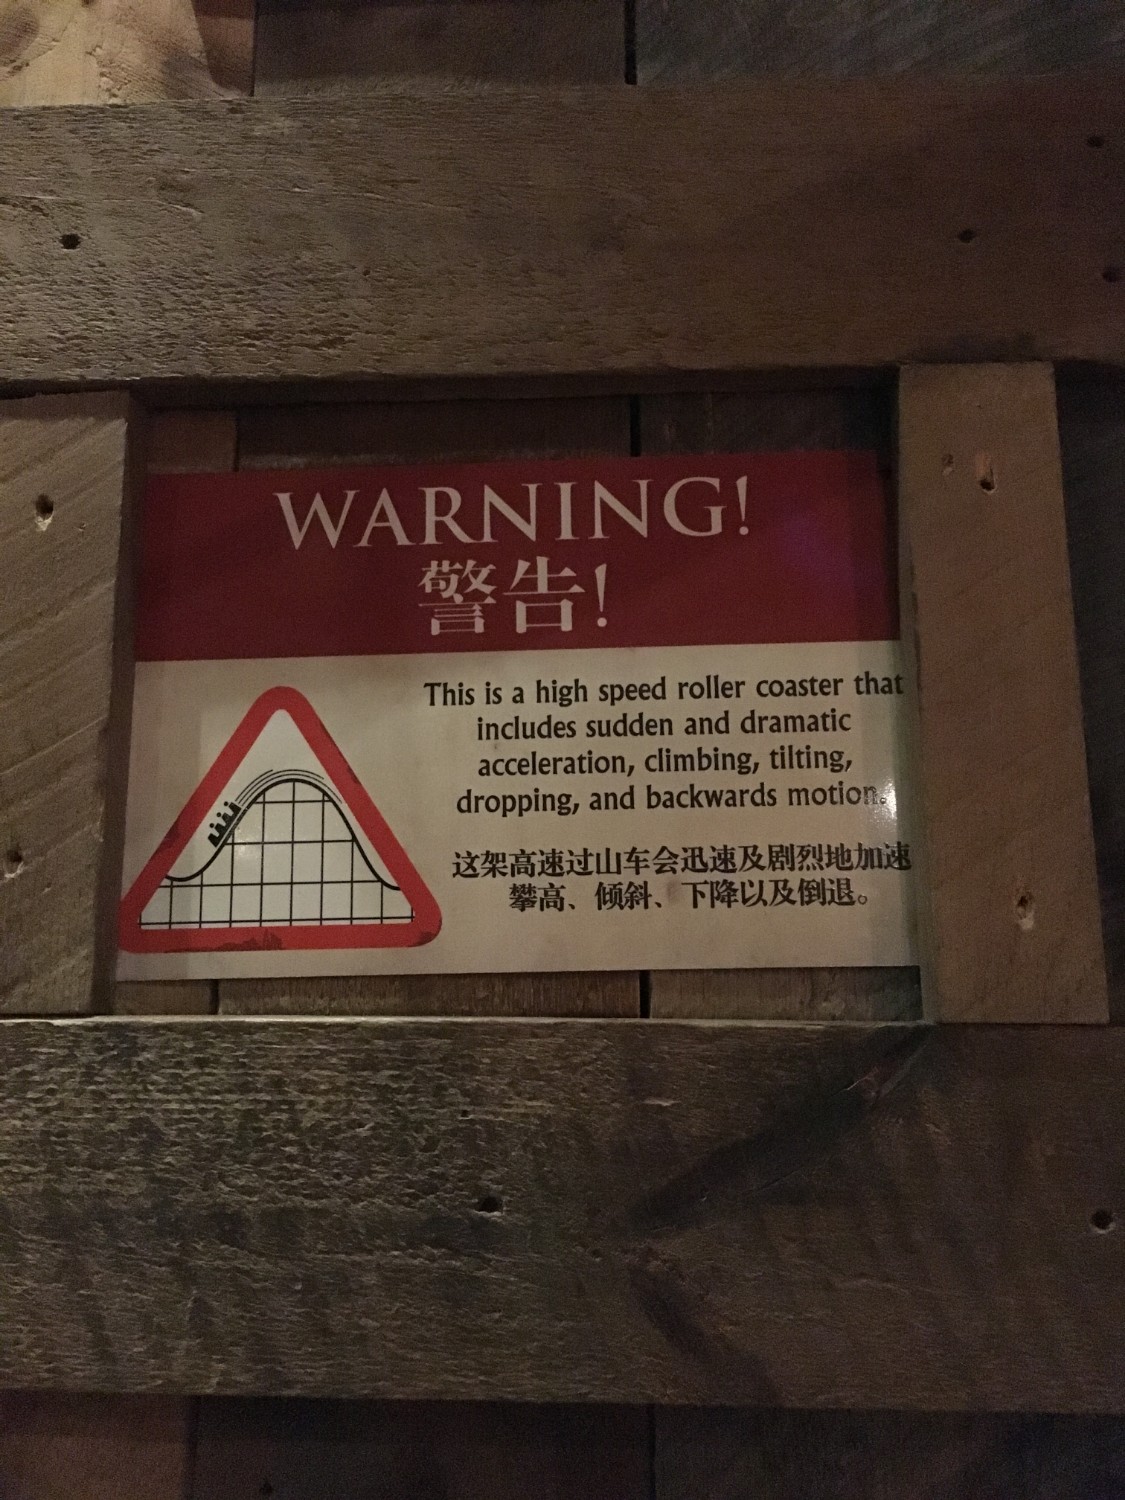 WARNING!
警告!
This is a high speed roller coaster that
includes sudden and dramatic
acceleration, climbing, tilting,
dropping, and backwards motion.
这架高速过山车会迅速及剧烈地加速
攀高、倾斜、下降以及倒退。